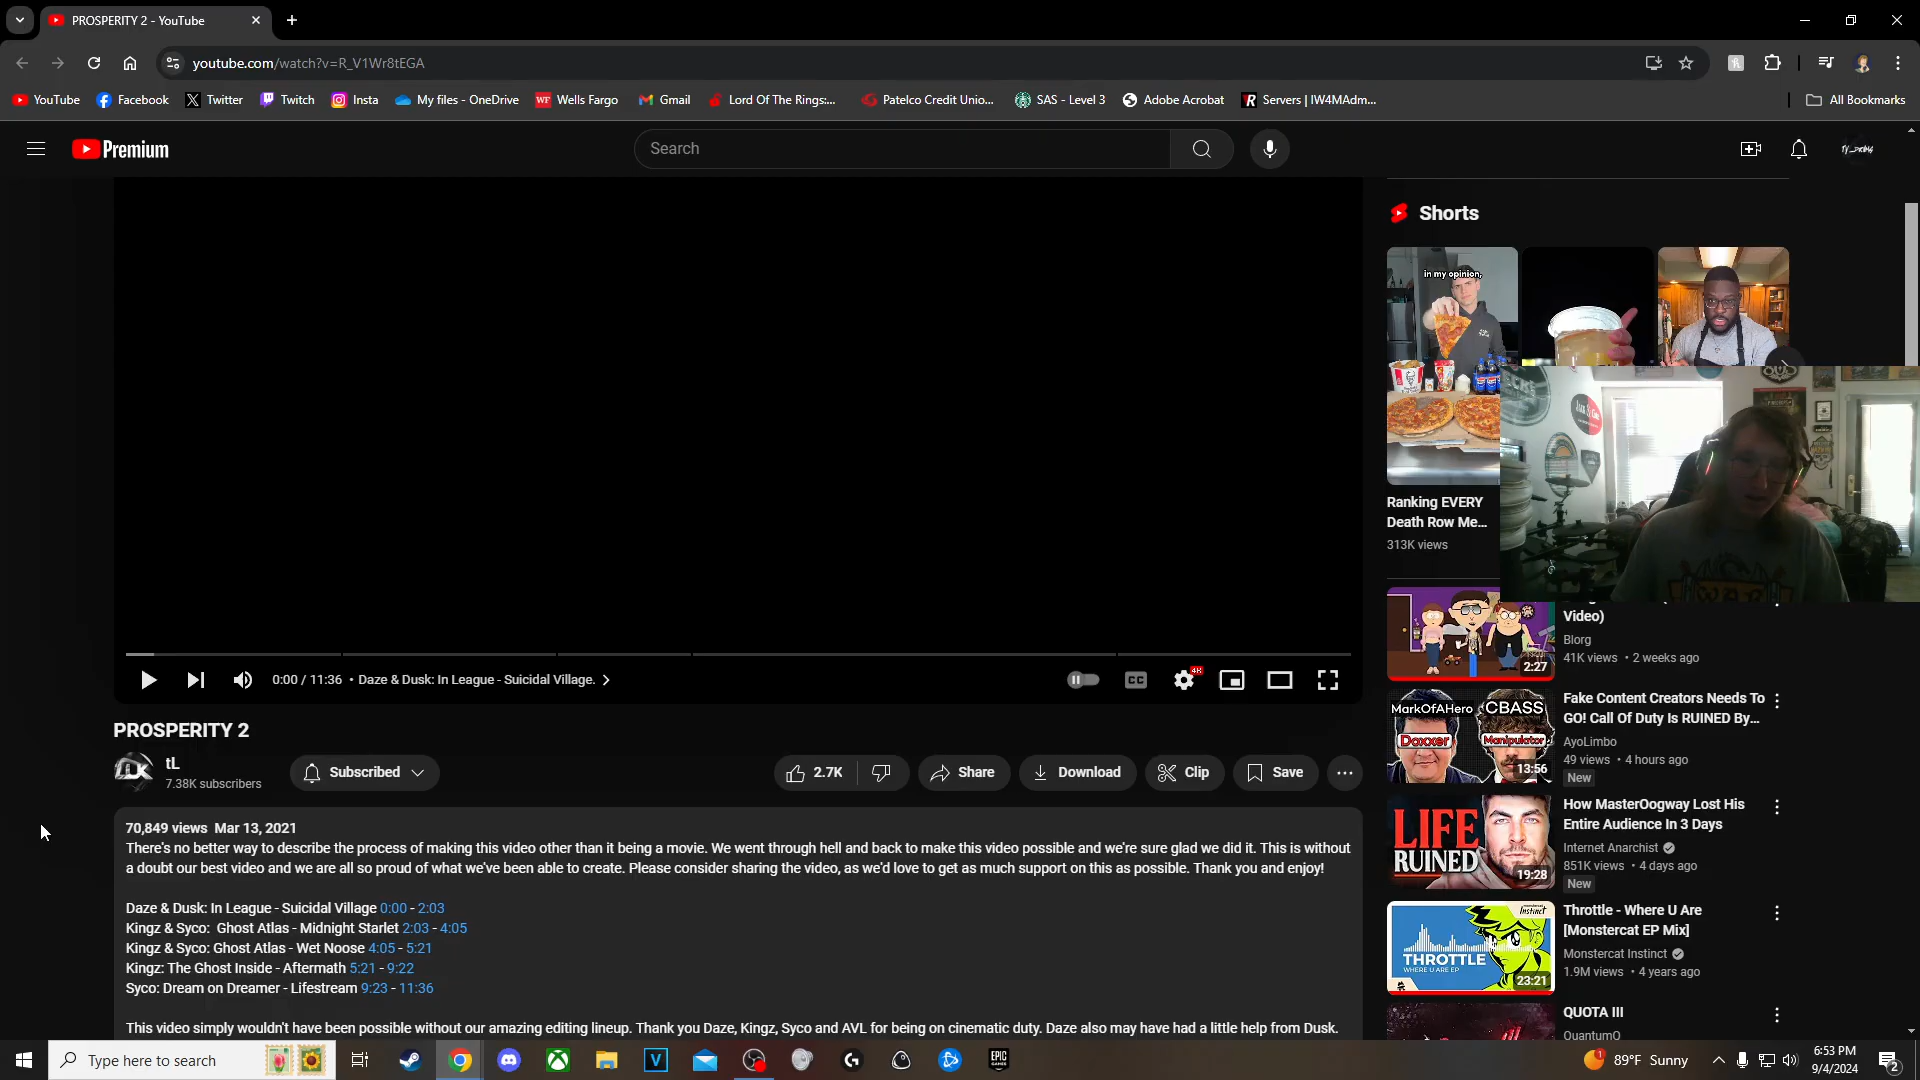 PROSPERITY 2 - YouTube
youtube.com/watch?v=R_V1Wr8tEGA
YouTube Facebook Twitter Twitch Insta My files - OneDrive Wells Fargo Gmail Lord Of The Rings:... Patelco Credit Unio... SAS - Level 3 Adobe Acrobat Servers | IW4MAdm... All Bookmarks
Premium
Search
Shorts
in my opinion,
Ranking EVERY
Death Row Me...
313K views
0:00 / 11:36 • Daze & Dusk: In League - Suicidal Village.
CC
4K
PROSPERITY 2
tL
7.38K subscribers
Subscribed
2.7K
Share
Download
Clip
Save
70,849 views Mar 13, 2021
There's no better way to describe the process of making this video other than it being a movie. We went through hell and back to make this video possible and we're sure glad we did it. This is without
a doubt our best video and we are all so proud of what we've been able to create. Please consider sharing the video, as we'd love to get as much support on this as possible. Thank you and enjoy!
Daze & Dusk: In League - Suicidal Village 0:00 - 2:03
Kingz & Syco: Ghost Atlas - Midnight Starlet 2:03 - 4:05
Kingz & Syco: Ghost Atlas - Wet Noose 4:05 - 5:21
Kingz: The Ghost Inside - Aftermath 5:21 - 9:22
Syco: Dream on Dreamer - Lifestream 9:23 - 11:36
This video simply wouldn't have been possible without our amazing editing lineup. Thank you Daze, Kingz, Syco and AVL for being on cinematic duty. Daze also may have had a little help from Dusk.
Video)
Blorg
41K views • 2 weeks ago
2:27
MarkOfAHero CBASS
Doxxer Manipulator
13:56
Fake Content Creators Needs To
GO! Call Of Duty Is RUINED By...
AyoLimbo
49 views • 4 hours ago
New
LIFE
RUINED
19:28
How MasterOogway Lost His
Entire Audience In 3 Days
Internet Anarchist
851K views • 4 days ago
New
Instinct
THROTTLE
WHERE U ARE EP
23:21
Throttle - Where U Are
[Monstercat EP Mix]
Monstercat Instinct
1.9M views • 4 years ago
QUOTA III
QuantumO
Type here to search
EPIC
GAMES
89°F Sunny
6:53 PM
9/4/2024
2